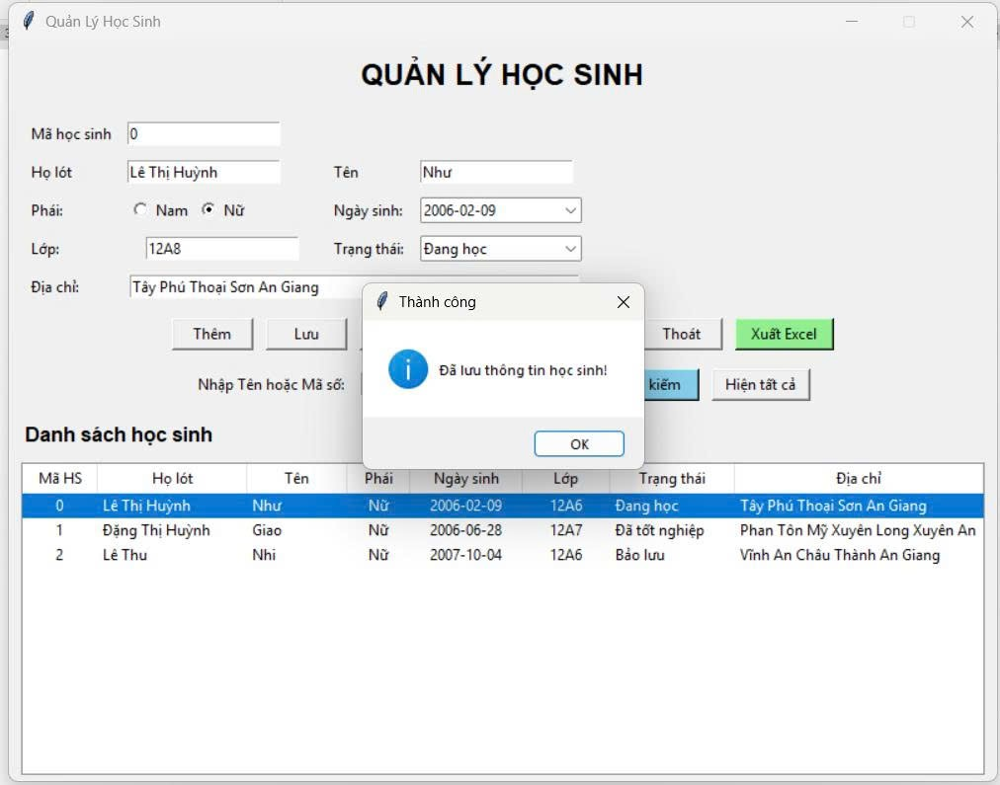 Quản Lý Học Sinh
QUẢN LÝ HỌC SINH
Mã học sinh 0
Họ lót Lê Thị Huỳnh Tên Như
Phái: Nam Nữ Ngày sinh: 2006-02-09
Lớp: 12A8 Trạng thái: Đang học
Địa chỉ: Tây Phú Thoại Sơn An Giang
Thành công
Đã lưu thông tin học sinh!
OK
Thêm Lưu Thoát Xuất Excel
Nhập Tên hoặc Mã số: kiếm Hiện tất cả
Danh sách học sinh
Mã HS Họ lót Tên Phái Ngày sinh Lớp Trạng thái Địa chỉ
0 Lê Thị Huỳnh Như Nữ 2006-02-09 12A6 Đang học Tây Phú Thoại Sơn An Giang
1 Đặng Thị Huỳnh Giao Nữ 2006-06-28 12A7 Đã tốt nghiệp Phan Tôn Mỹ Xuyên Long Xuyên An
2 Lê Thu Nhi Nữ 2007-10-04 12A6 Bảo lưu Vĩnh An Châu Thành An Giang